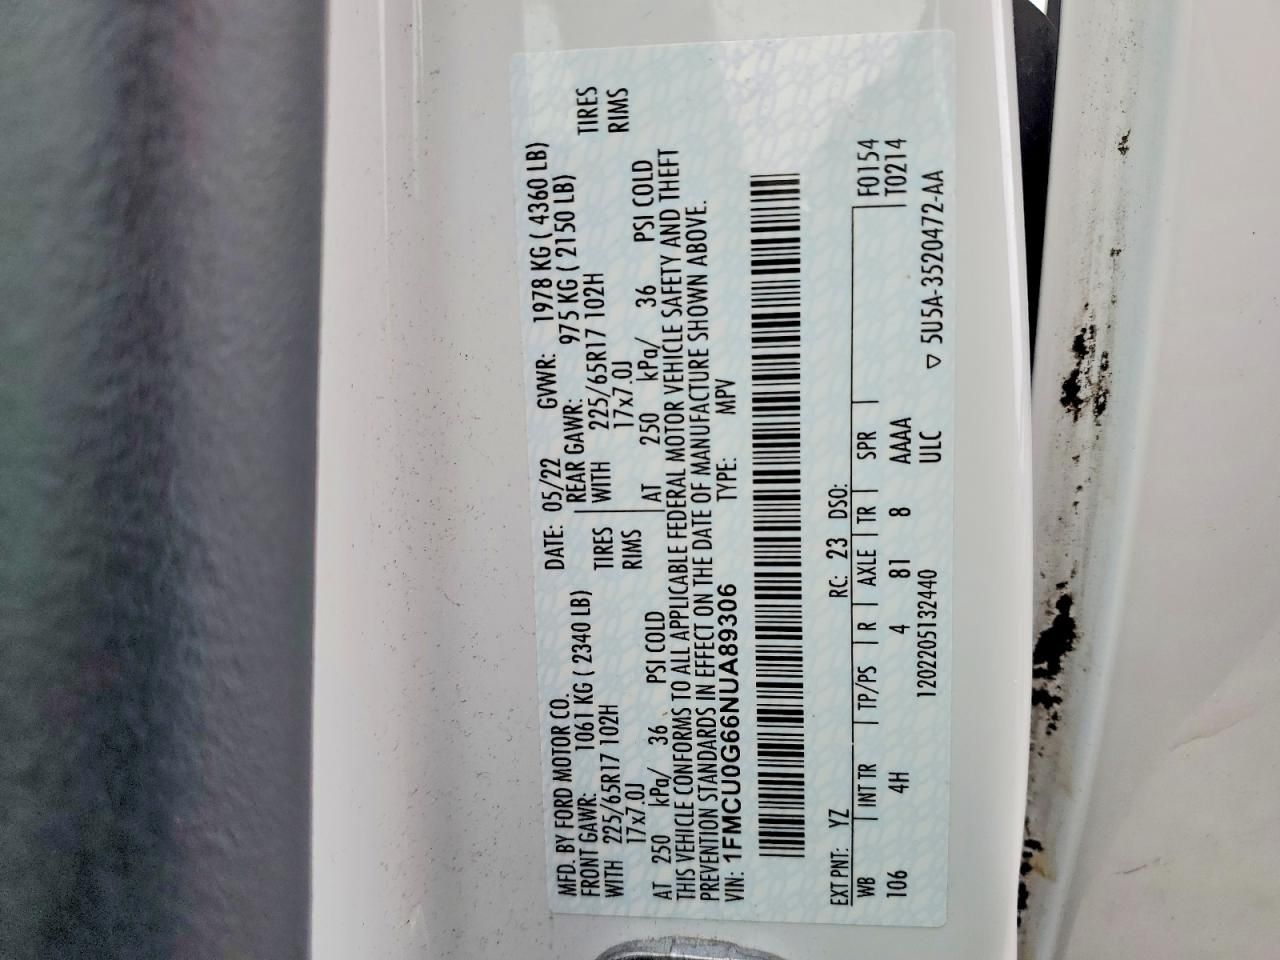 MFD. BY FORD MOTOR CO. DATE: 05/22 GVWR: 1978 KG ( 4360 LB)
FRONT GAWR: 1061 KG ( 2340 LB) REAR GAWR: 975 KG ( 2150 LB)
WITH 225/65R17 102H TIRES WITH 225/65R17 102H TIRES
17x7.0J RIMS 17x7.0J RIMS
AT 250 kPa/ 36 PSI COLD AT 250 kPa/ 36 PSI COLD
THIS VEHICLE CONFORMS TO ALL APPLICABLE FEDERAL MOTOR VEHICLE SAFETY AND THEFT
PREVENTION STANDARDS IN EFFECT ON THE DATE OF MANUFACTURE SHOWN ABOVE.
VIN: 1FMCU0G66NUA89306 TYPE: MPV
EXT PNT: YZ RC: 23 DSO: F0154
WB INT TR TP/PS R AXLE TR SPR T0214
106 4H 4 81 8 AAAA
1202205132440 ULC ▽ 5U5A-3520472-AA